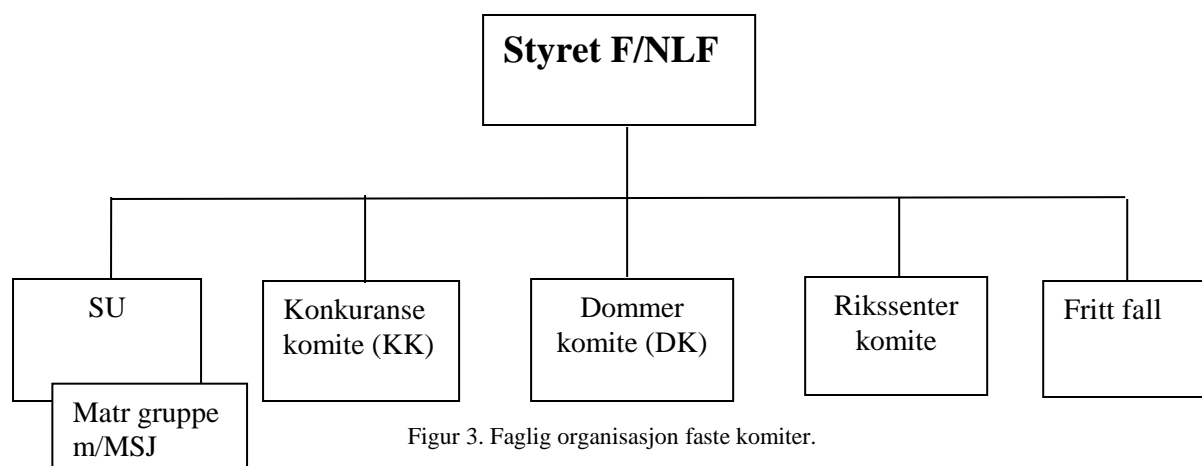 Styret F/NLF
SU
Matr gruppe
m/MSJ
Konkuranse
komite (KK)
Dommer
komite (DK)
Rikssenter
komite
Fritt fall
Figur 3. Faglig organisasjon faste komiter.